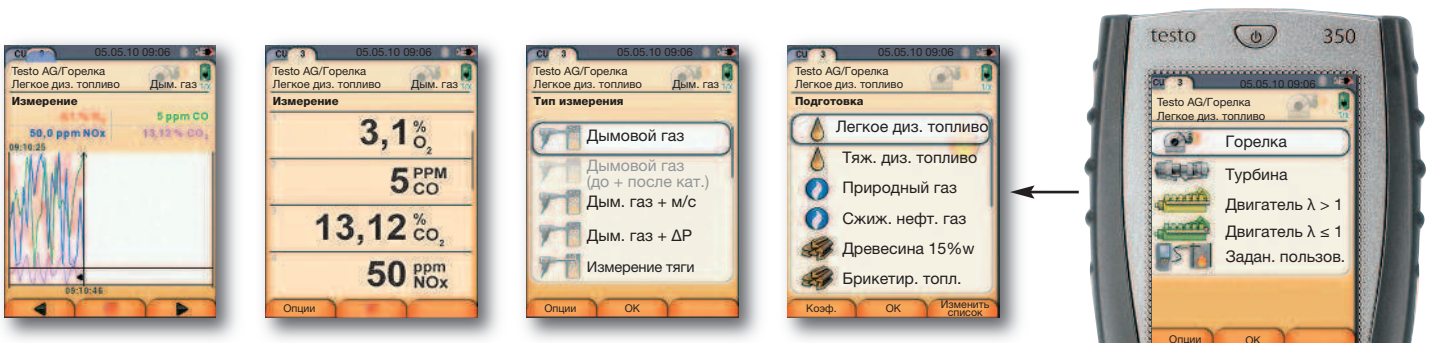 cu 3 05.05.10 09:06
Testo AG/Горелка
Легкое диз. топливо Дым. газ 1/X
Измерение
5 ppm CO
50,0 ppm NOx 13,12 % CO₂
09:10:25
09:10:46
cu 3 05.05.10 09:06
Testo AG/Горелка
Легкое диз. топливо Дым. газ 1/X
Измерение
3,1 % O₂
5 PPM CO
13,12 % CO₂
50 ppm NOx
Опции
cu 3 05.05.10 09:06
Testo AG/Горелка
Легкое диз. топливо Дым. газ 1/X
Тип измерения
Дымовой газ
Дымовой газ
(до + после кат.)
Дым. газ + м/с
Дым. газ + ΔP
Измерение тяги
Опции OK
cu 3 05.05.10 09:06
Testo AG/Горелка
Легкое диз. топливо Дым. газ 1/X
Подготовка
Легкое диз. топливо
Тяж. диз. топливо
Природный газ
Сжиж. нефт. газ
Древесина 15%w
Брикетир. топл.
Коэф. OK Изменить
список
testo 350
cu 3 05.05.10 09:06
Testo AG/Горелка
Легкое диз. топливо 1/X
Горелка
Турбина
Двигатель λ > 1
Двигатель λ ≤ 1
Задан. пользов.
Опции OK